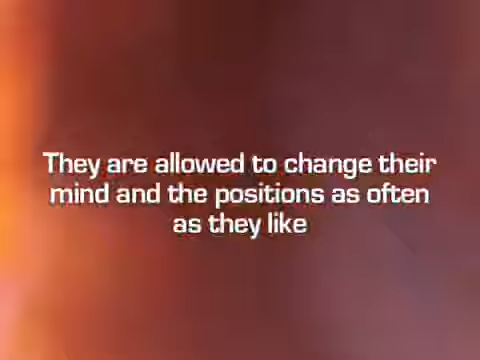 They are allowed to change their
mind and the positions as often
as they like